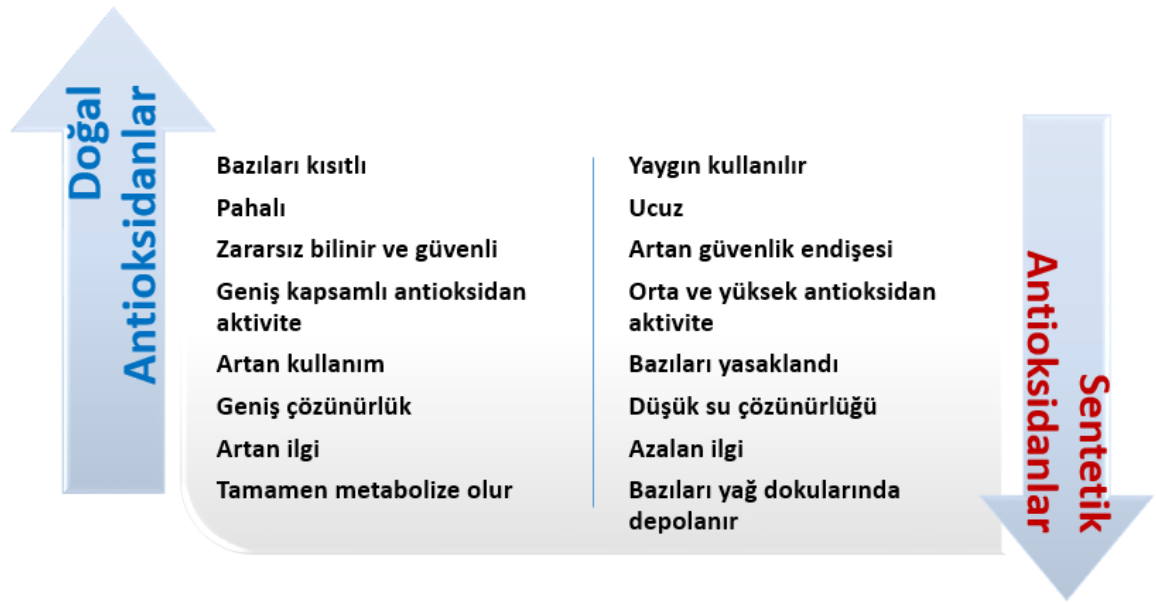 Doğal
Antioksidanlar
Bazıları kısıtlı
Pahalı
Zararsız bilinir ve güvenli
Geniş kapsamlı antioksidan
aktivite
Artan kullanım
Geniş çözünürlük
Artan ilgi
Tamamen metabolize olur
Yaygın kullanılır
Ucuz
Artan güvenlik endişesi
Orta ve yüksek antioksidan
aktivite
Bazıları yasaklandı
Düşük su çözünürlüğü
Azalan ilgi
Bazıları yağ dokularında
depolanır
Sentetik
Antioksidanlar